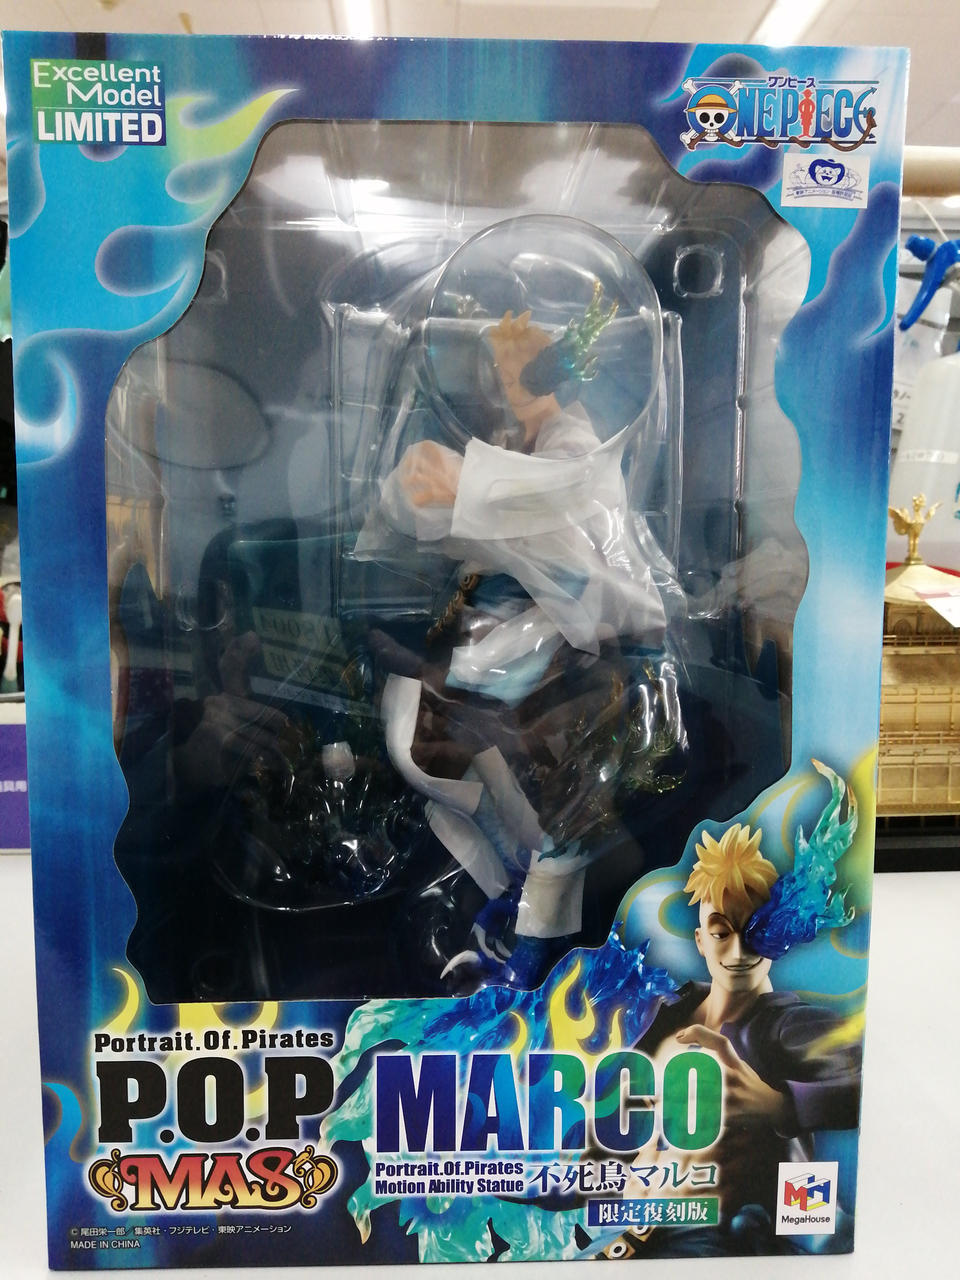 Excellent
Model
LIMITED
ワンピース
ONE PIECE
Portrait.Of.Pirates
P.O.P
MAS
MARCO
Portrait.Of.Pirates
Motion Ability Statue
不死鳥マルコ
限定復刻版
MegaHouse
© 尾田栄一郎／集英社・フジテレビ・東映アニメーション
MADE IN CHINA